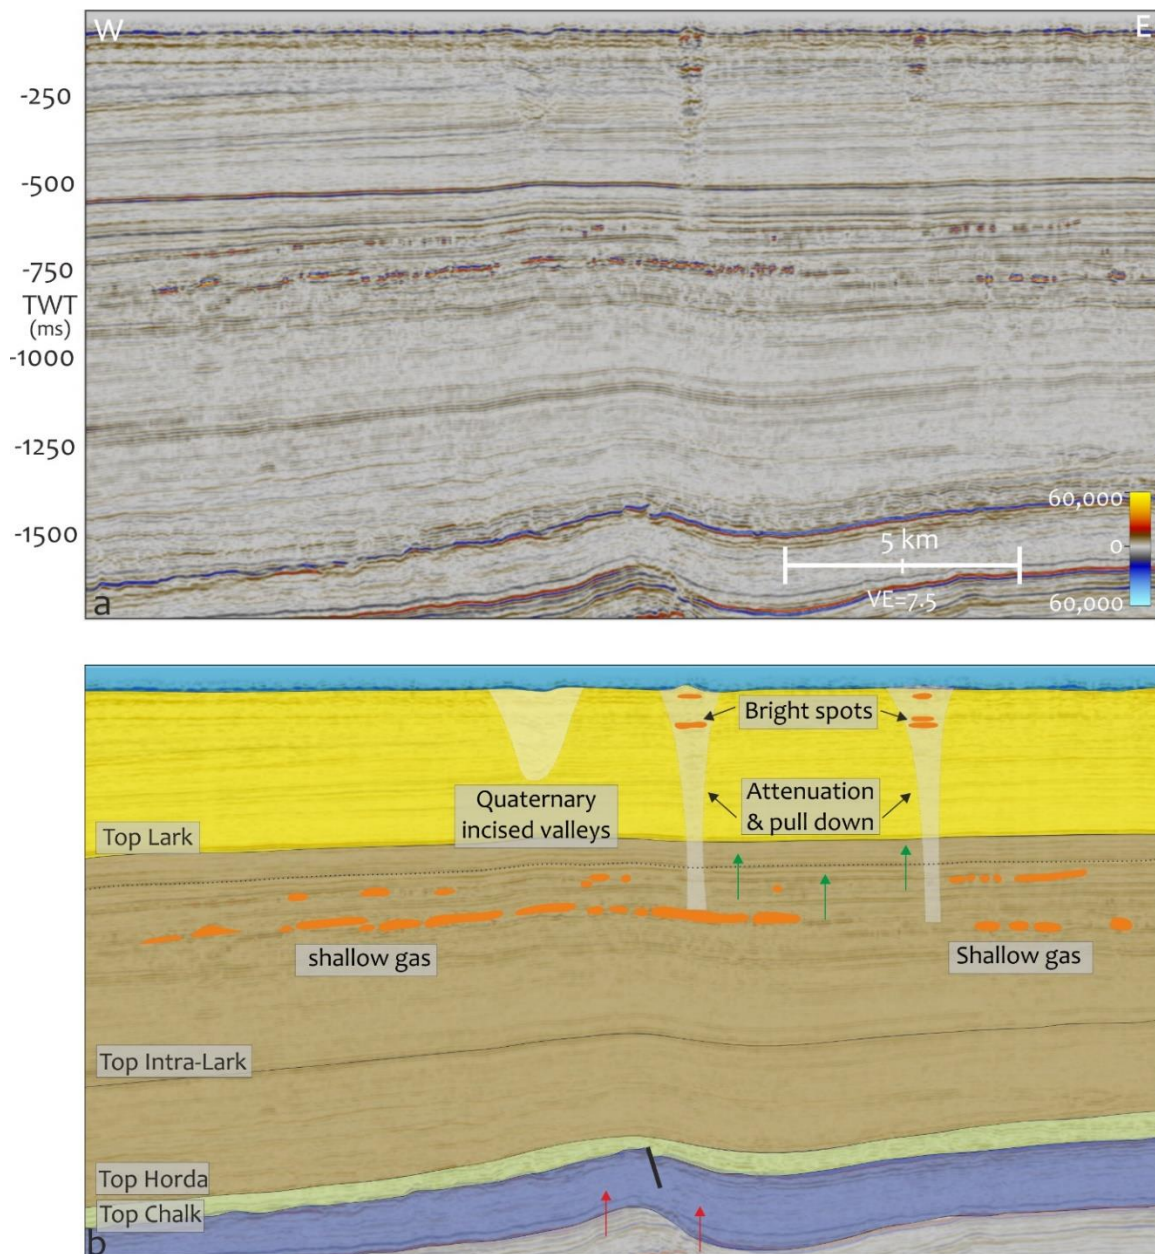 W
E
-250
-500
-750
TWT
(ms)
-1000
-1250
-1500
60,000
0
60,000
5 km
VE=7.5
a
Bright spots
Quaternary
incised valleys
Attenuation
& pull down
Top Lark
shallow gas
Shallow gas
Top Intra-Lark
Top Horda
Top Chalk
b